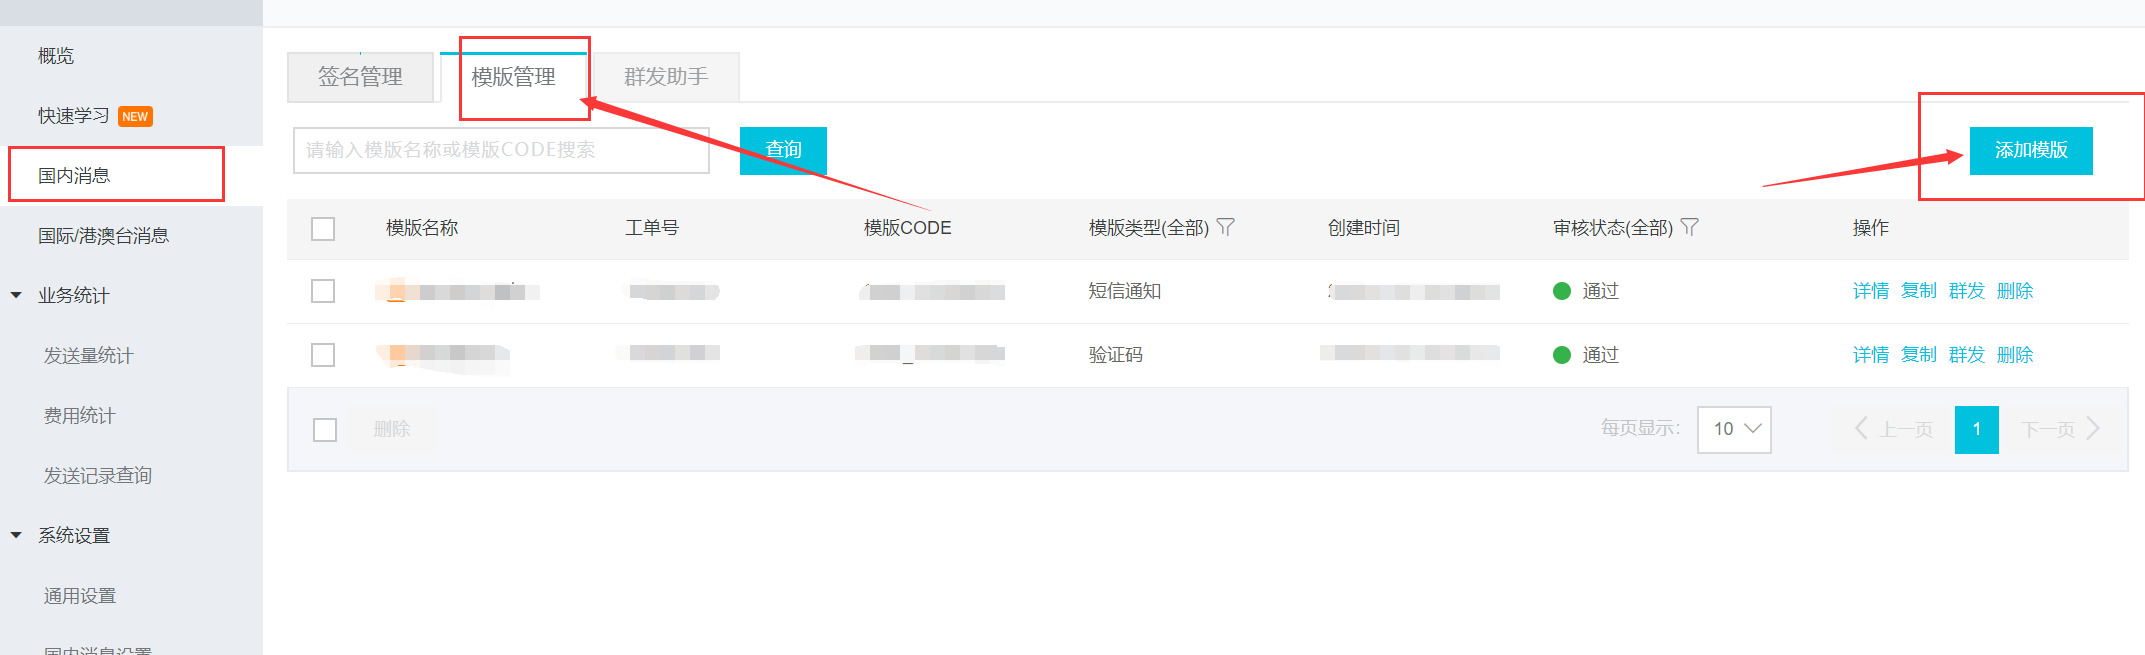 概览
快速学习 NEW
国内消息
国际/港澳台消息
业务统计
发送量统计
费用统计
发送记录查询
系统设置
通用设置
国内消息设置
签名管理 模版管理 群发助手
请输入模版名称或模版CODE搜索 查询 添加模版
模版名称 工单号 模版CODE 模版类型(全部) 创建时间 审核状态(全部) 操作
短信通知 通过 详情 复制 群发 删除
验证码 通过 详情 复制 群发 删除
删除 每页显示: 10 上一页 1 下一页